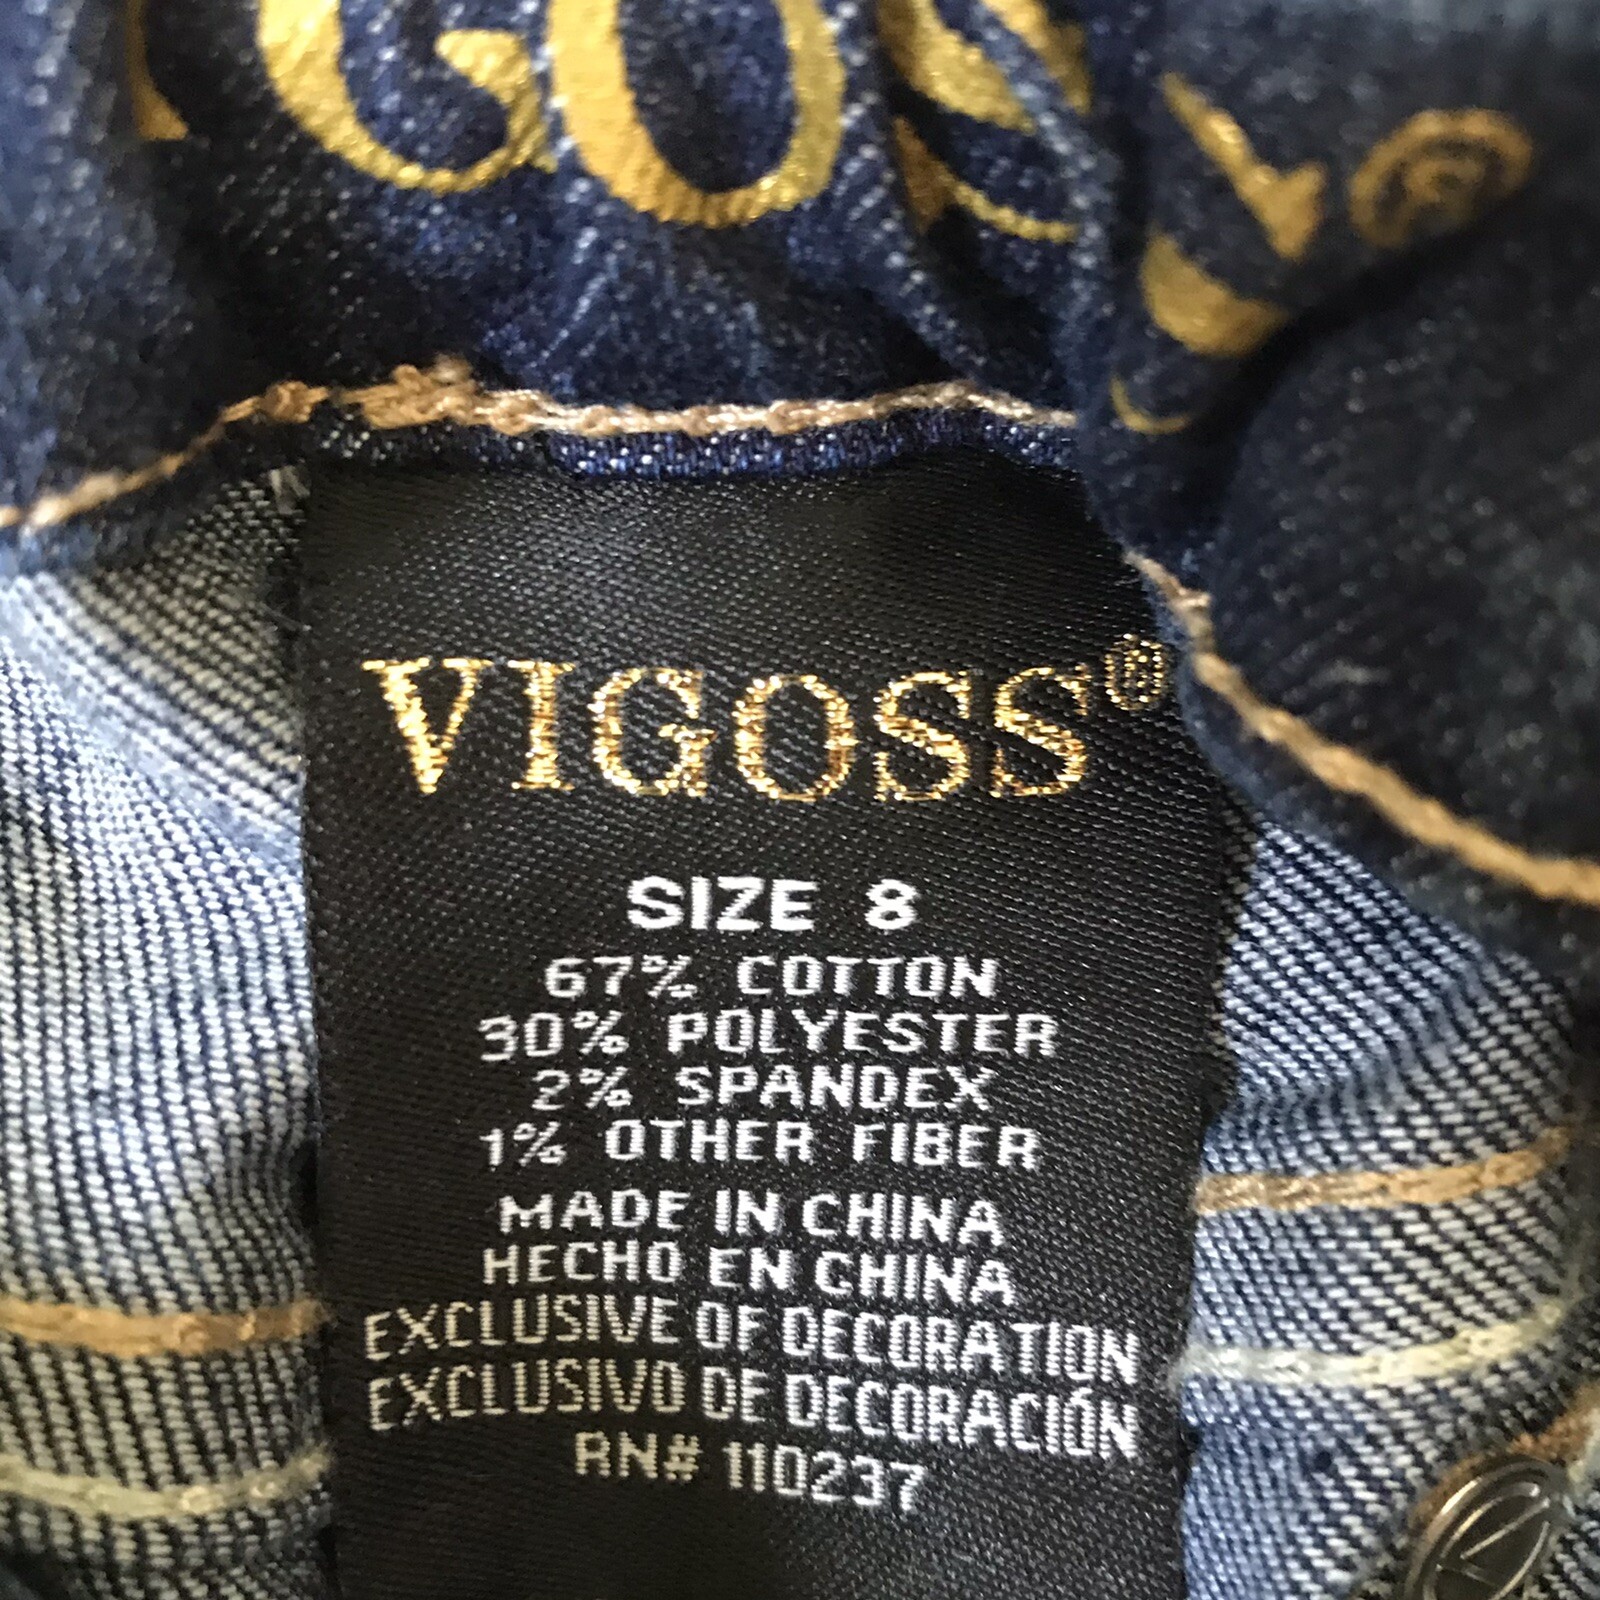 GOSS®
VIGOSS®
SIZE 8
67% COTTON
30% POLYESTER
2% SPANDEX
1% OTHER FIBER
MADE IN CHINA
HECHO EN CHINA
EXCLUSIVE OF DECORATION
EXCLUSIVO DE DECORACIÓN
RN# 110237